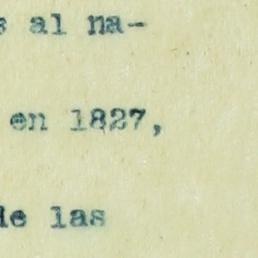 s al na-
en 1827,
de las